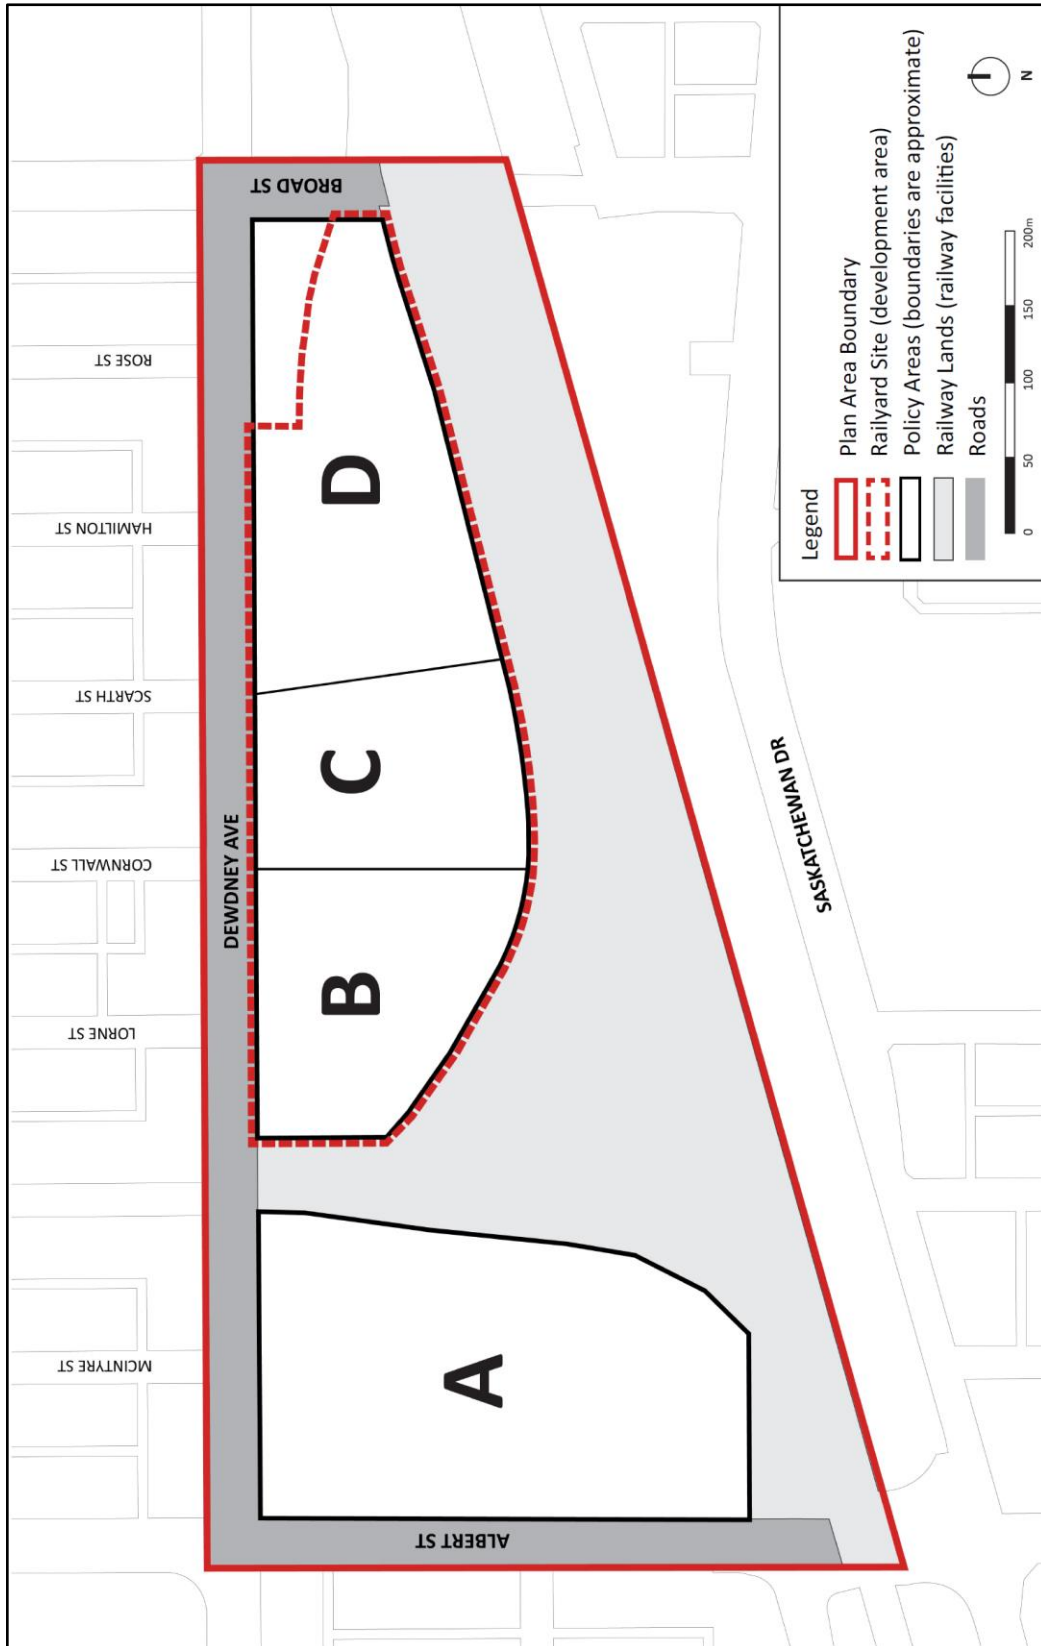 ROSE ST
HAMILTON ST
SCARTH ST
CORNWALL ST
LORNE ST
MCINTYRE ST
DEWDNEY AVE
BROAD ST
ALBERT ST
SASKATCHEWAN DR
A
B
C
D
Legend
Plan Area Boundary
Railyard Site (development area)
Policy Areas (boundaries are approximate)
Railway Lands (railway facilities)
Roads
0 50 100 150 200m
N